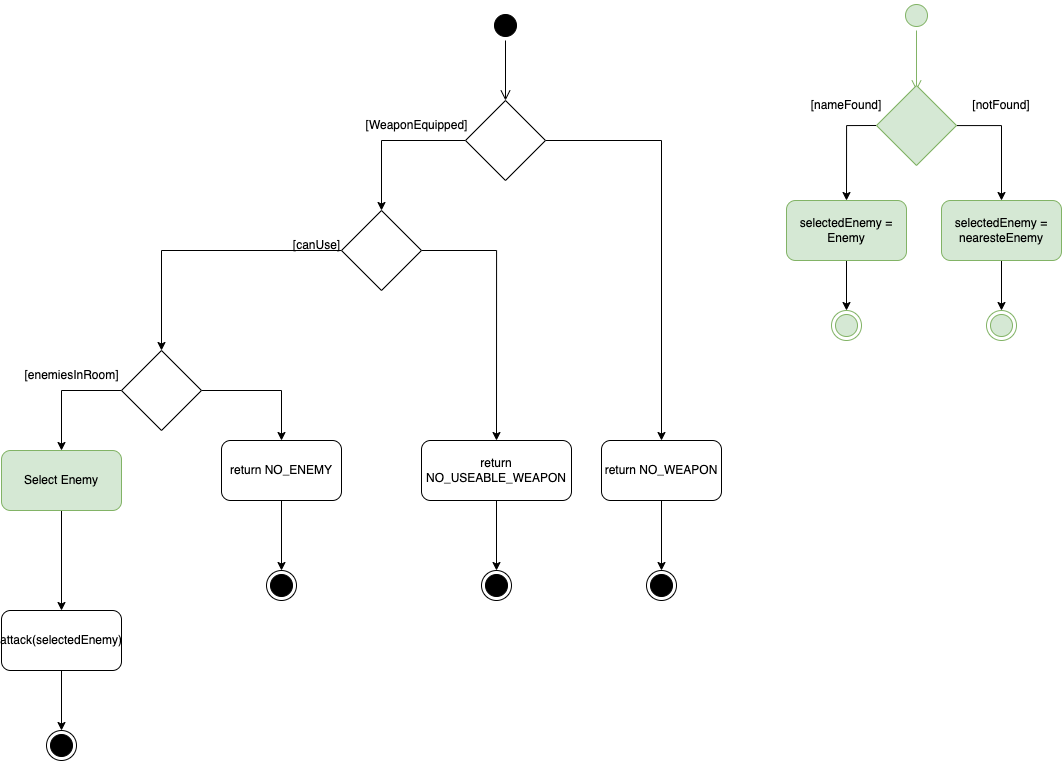 [nameFound]
[notFound]
[WeaponEquipped]
selectedEnemy =
Enemy
selectedEnemy =
nearesteEnemy
[canUse]
[enemiesInRoom]
Select Enemy
return NO_ENEMY
return
NO_USEABLE_WEAPON
return NO_WEAPON
attack(selectedEnemy)